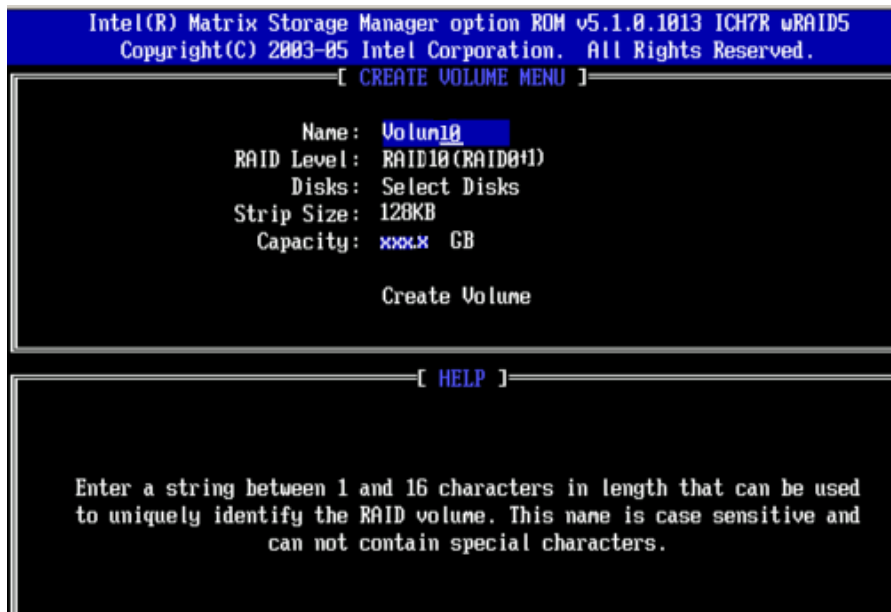 Intel(R) Matrix Storage Manager option ROM v5.1.0.1013 ICH7R wRAID5
Copyright(C) 2003-05 Intel Corporation. All Rights Reserved.
[ CREATE VOLUME MENU ]
Name: Volum10
RAID Level: RAID10(RAID0+1)
Disks: Select Disks
Strip Size: 128KB
Capacity: xxx.x GB
Create Volume
[ HELP ]
Enter a string between 1 and 16 characters in length that can be used
to uniquely identify the RAID volume. This name is case sensitive and
can not contain special characters.